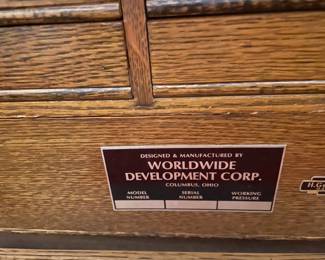 DESIGNED & MANUFACTURED BY
WORLDWIDE
DEVELOPMENT CORP.
COLUMBUS, OHIO
MODEL NUMBER SERIAL NUMBER WORKING PRESSURE